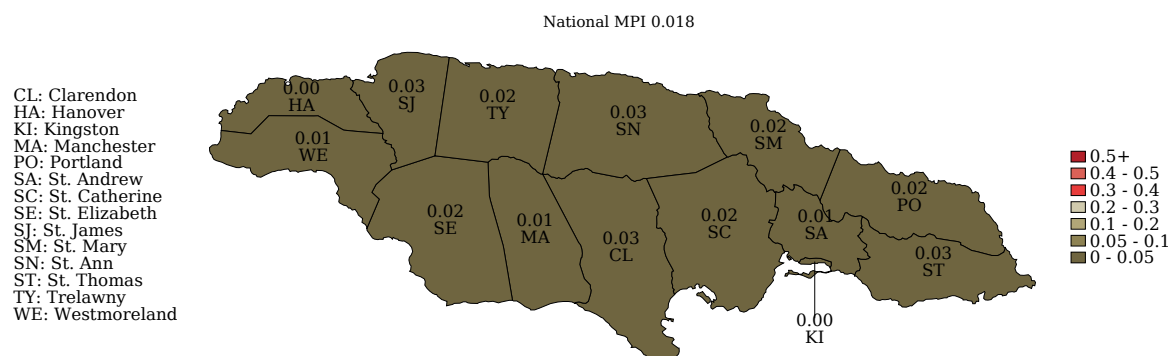 National MPI 0.018
CL: Clarendon
HA: Hanover
KI: Kingston
MA: Manchester
PO: Portland
SA: St. Andrew
SC: St. Catherine
SE: St. Elizabeth
SJ: St. James
SM: St. Mary
SN: St. Ann
ST: St. Thomas
TY: Trelawny
WE: Westmoreland
0.00
HA
0.01
WE
0.03
SJ
0.02
TY
0.03
SN
0.02
SM
0.02
PO
0.02
SE
0.01
MA
0.03
CL
0.02
SC
0.01
SA
0.03
ST
0.00
KI
0.5+
0.4 - 0.5
0.3 - 0.4
0.2 - 0.3
0.1 - 0.2
0.05 - 0.1
0 - 0.05